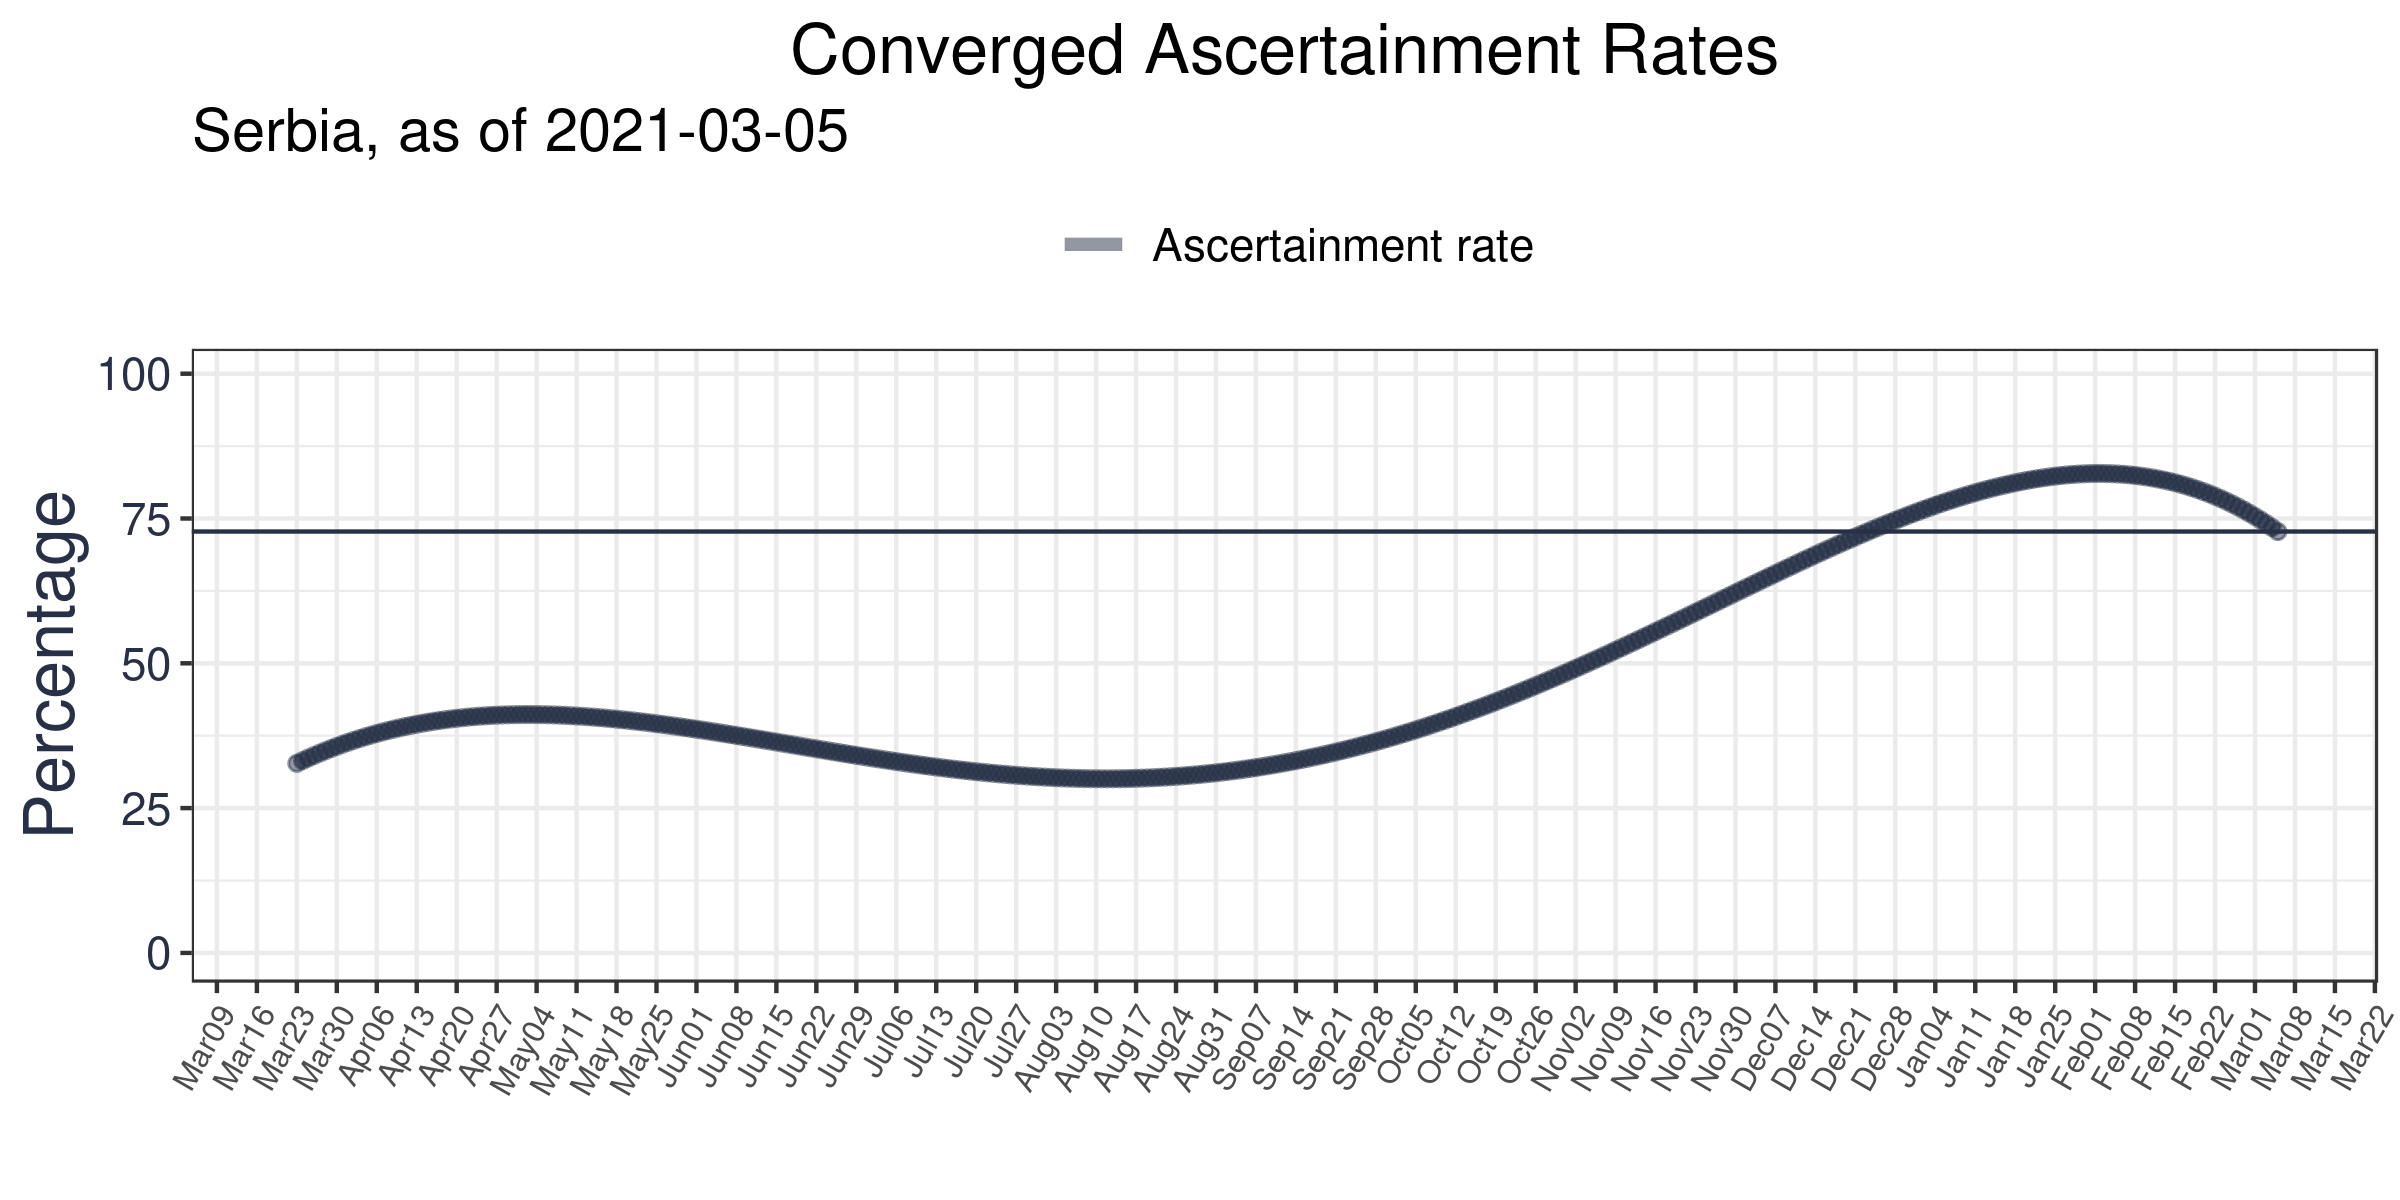 Converged Ascertainment Rates
Serbia, as of 2021-03-05
Ascertainment rate
Percentage
100
75
50
25
0
Mar09 Mar16 Mar23 Mar30 Apr06 Apr13 Apr20 Apr27 May04 May11 May18 May25 Jun01 Jun08 Jun15 Jun22 Jun29 Jul06 Jul13 Jul20 Jul27 Aug03 Aug10 Aug17 Aug24 Aug31 Sep07 Sep14 Sep21 Sep28 Oct05 Oct12 Oct19 Oct26 Nov02 Nov09 Nov16 Nov23 Nov30 Dec07 Dec14 Dec21 Dec28 Jan04 Jan11 Jan18 Jan25 Feb01 Feb08 Feb15 Feb22 Mar01 Mar08 Mar15 Mar22